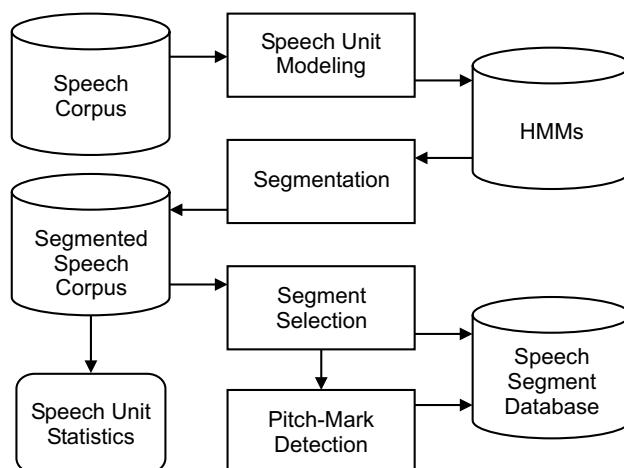 Speech
Corpus
Speech Unit
Modeling
HMMs
Segmentation
Segmented
Speech
Corpus
Segment
Selection
Speech
Segment
Database
Speech Unit
Statistics
Pitch-Mark
Detection